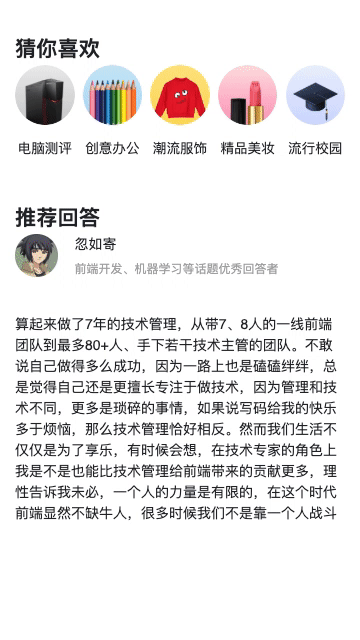 猜你喜欢
电脑测评 创意办公 潮流服饰 精品美妆 流行校园
推荐回答
忽如寄
前端开发、机器学习等话题优秀回答者
算起来做了7年的技术管理，从带7、8人的一线前端
团队到最多80+人、手下若干技术主管的团队。不敢
说自己做得多么成功，因为一路上也是磕磕绊绊，总
是觉得自己还是更擅长专注于做技术，因为管理和技
术不同，更多是琐碎的事情，如果说写码给我的快乐
多于烦恼，那么技术管理恰好相反。然而我们生活不
仅仅是为了享乐，有时候会想，在技术专家的角色上
我是不是也能比技术管理给前端带来的贡献更多，理
性告诉我未必，一个人的力量是有限的，在这个时代
前端显然不缺牛人，很多时候我们不是靠一个人战斗